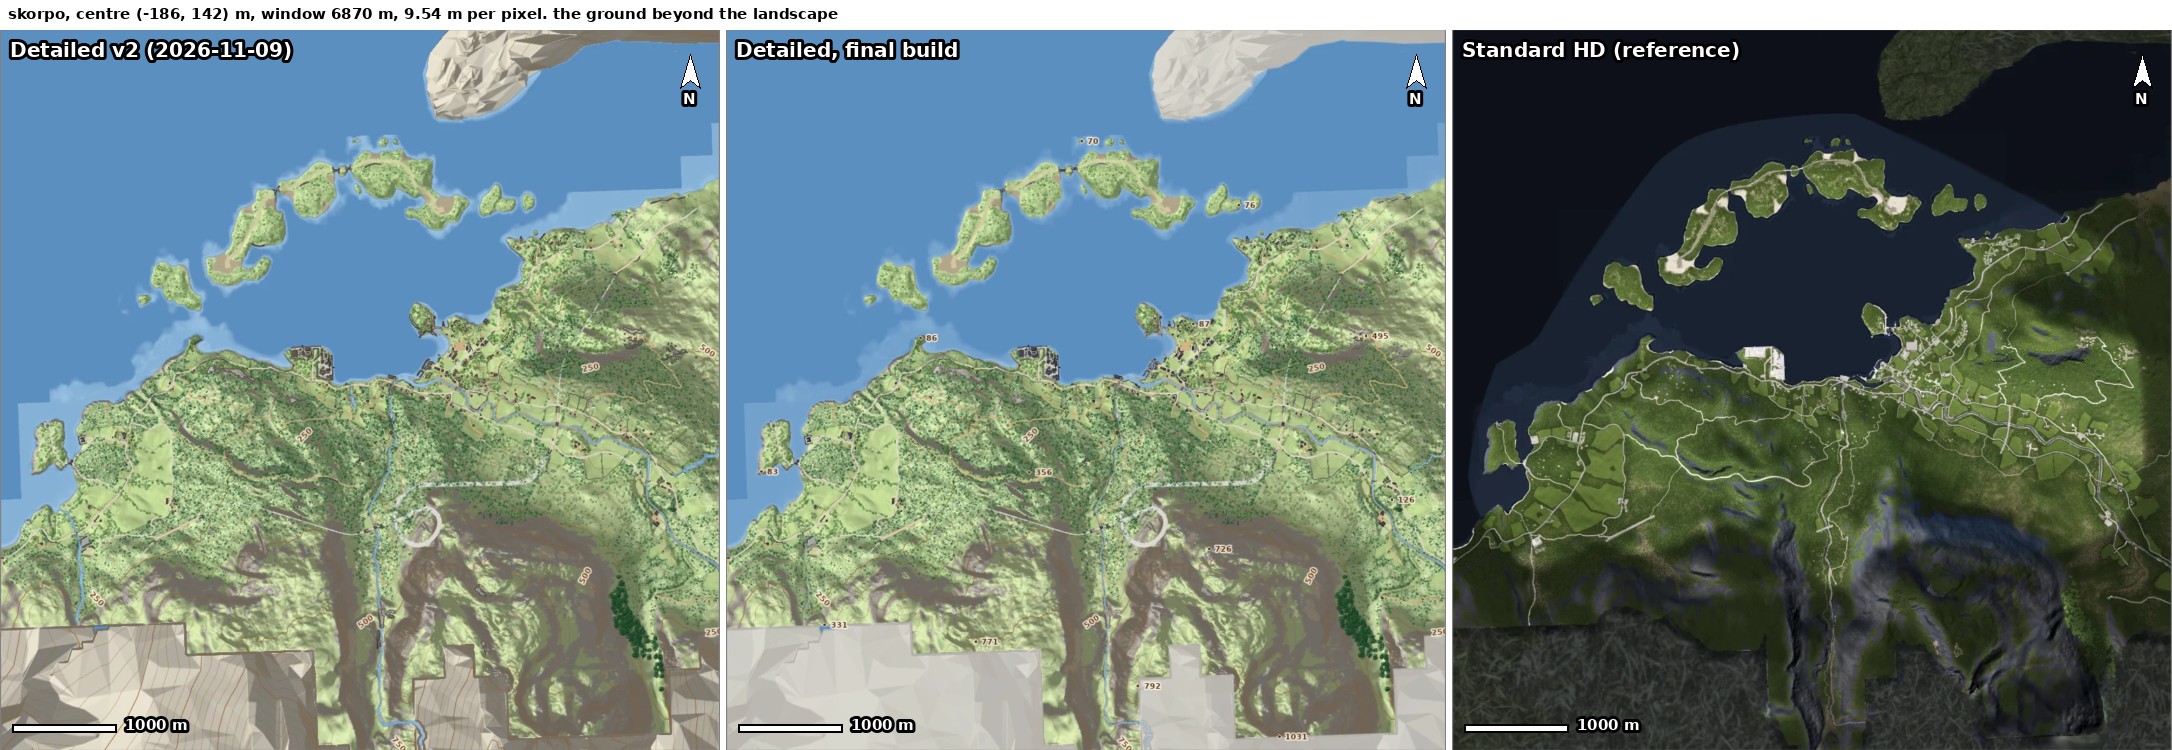 skorpo, centre (-186, 142) m, window 6870 m, 9.54 m per pixel. the ground beyond the landscape
Detailed v2 (2026-11-09)
N
500
250
250
250
500
500
250
750
1000 m
Detailed, final build
N
70
76
87
86
495
500
250
250
356
83
126
726
500
250
331
500
771
250
792
1031
750
1000 m
Standard HD (reference)
N
1000 m